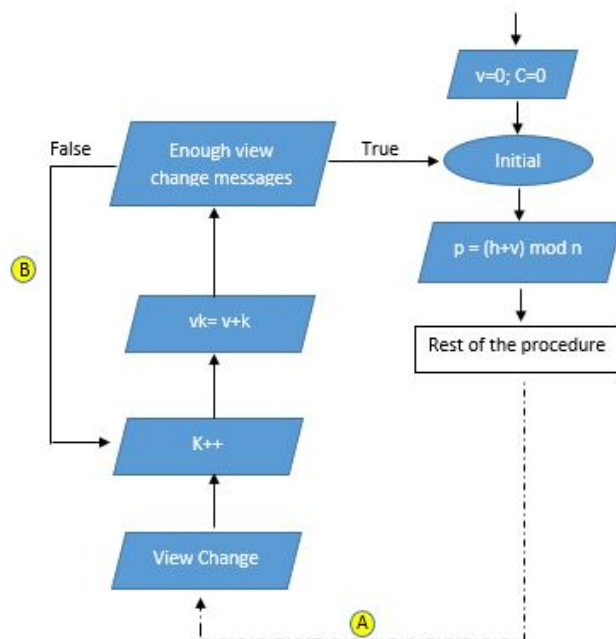 v=0; C=0
False
Enough view
change messages
True
Initial
B
p = (h+v) mod n
vk= v+k
Rest of the procedure
K++
View Change
A